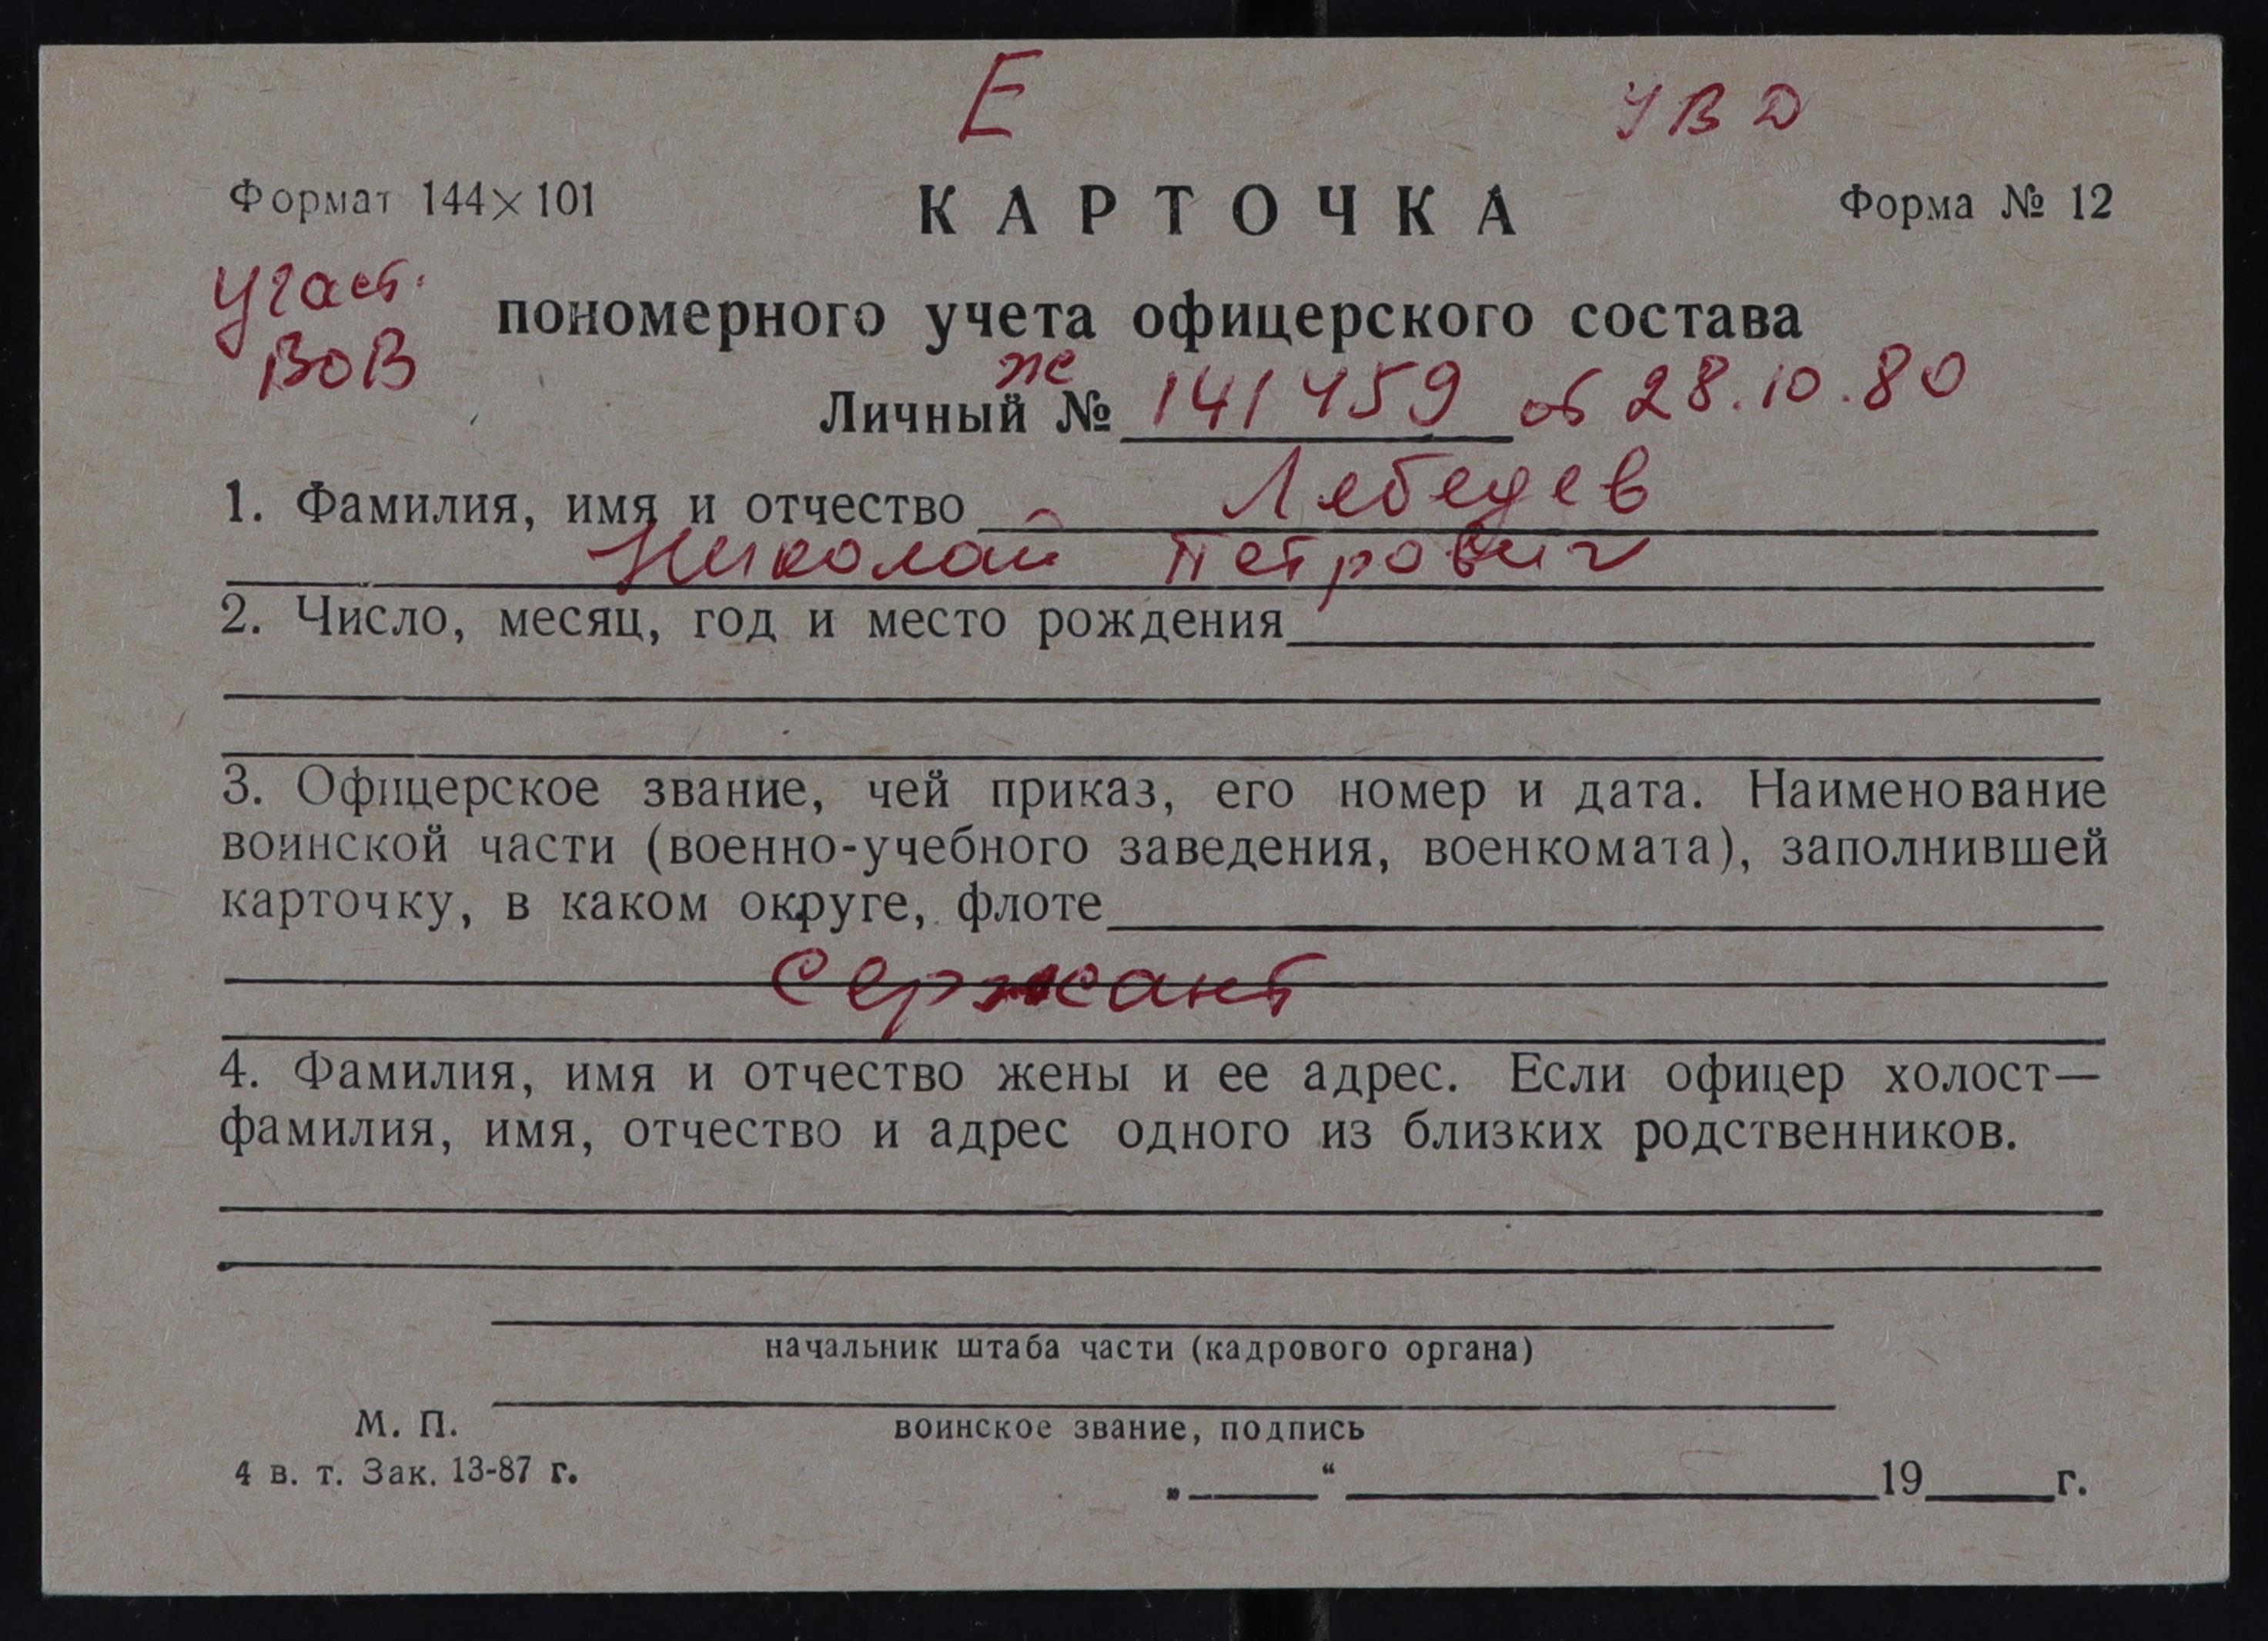 Е УВД
Формат 144×101 КАРТОЧКА Форма № 12
Участ.
ВОВ
пономерного учета офицерского состава
ж
Личный № 141459 от 28.10.80
1. Фамилия, имя и отчество Лебедев
Николай Петрович
2. Число, месяц, год и место рождения
3. Офицерское звание, чей приказ, его номер и дата. Наименование
воинской части (военно-учебного заведения, военкомата), заполнившей
карточку, в каком округе, флоте
сержант
4. Фамилия, имя и отчество жены и ее адрес. Если офицер холост—
фамилия, имя, отчество и адрес одного из близких родственников.
начальник штаба части (кадрового органа)
М. П.
воинское звание, подпись
4 в. т. Зак. 13-87 г.
„ “ 19 г.